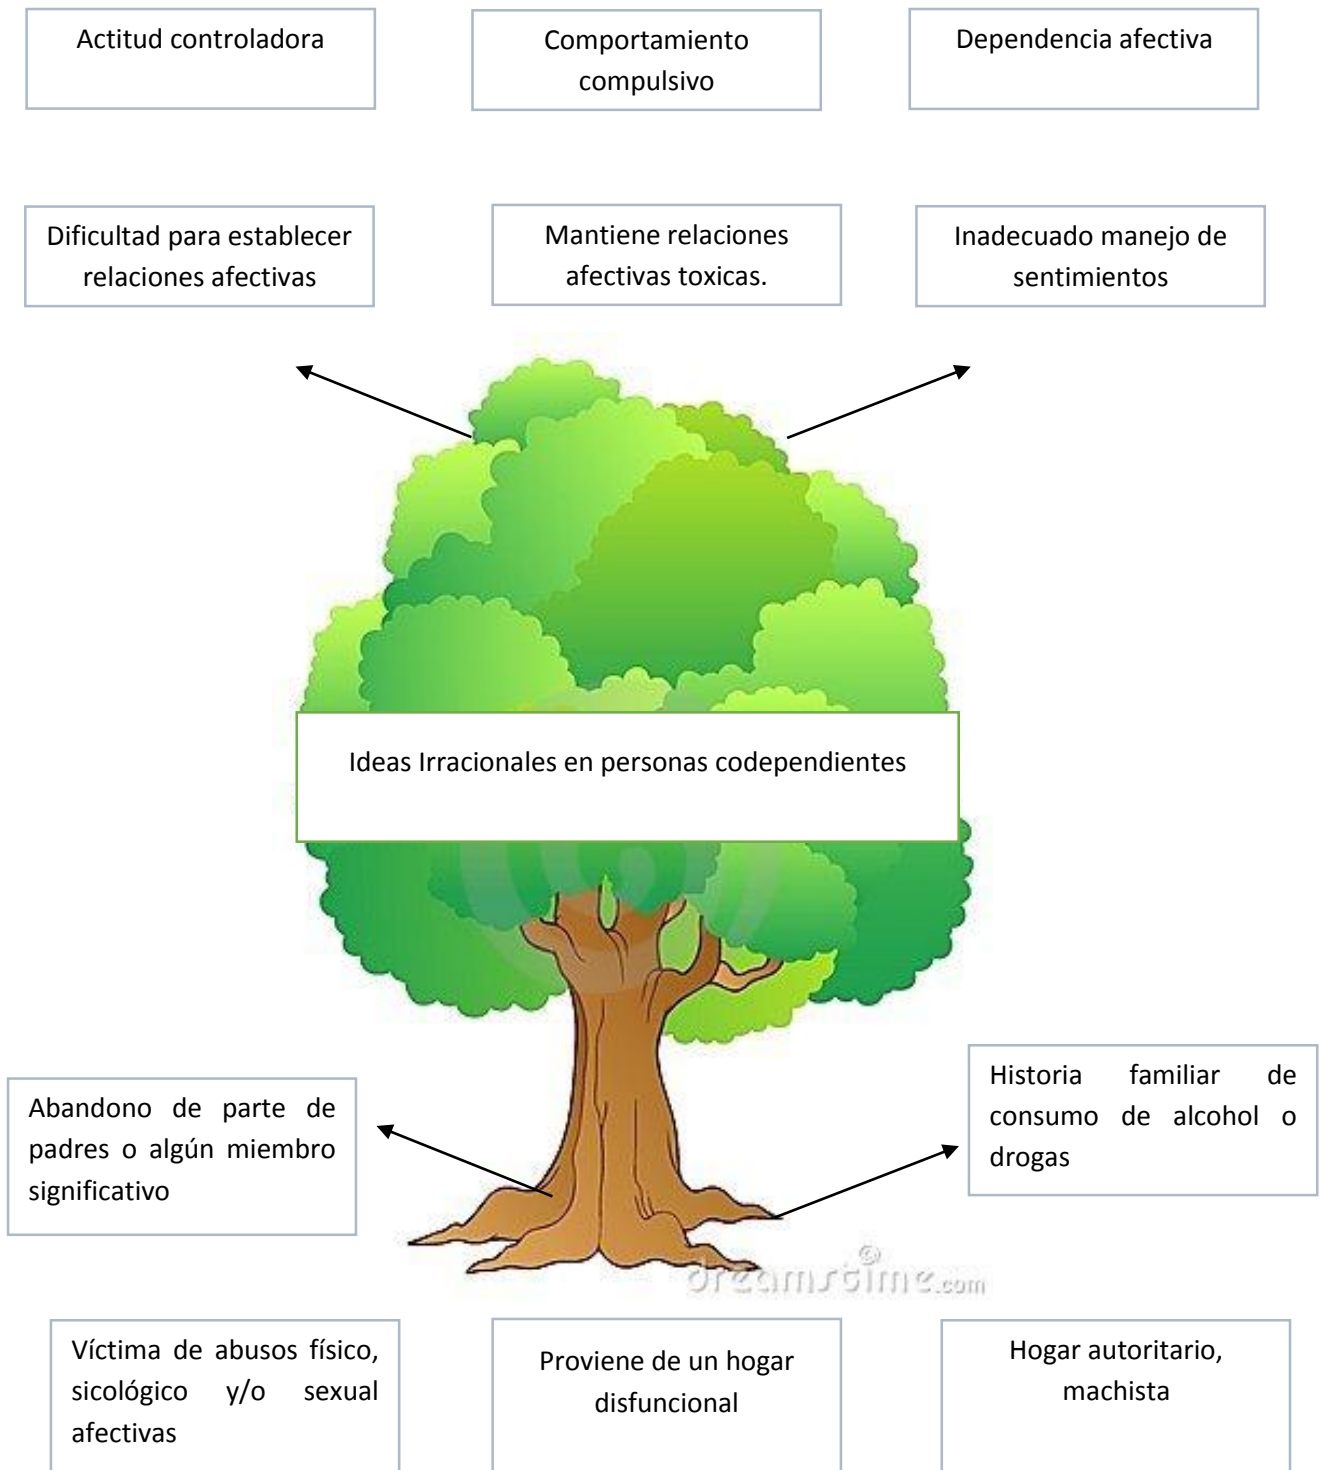 Actitud controladora
Comportamiento
compulsivo
Dependencia afectiva
Dificultad para establecer
relaciones afectivas
Mantiene relaciones
afectivas toxicas.
Inadecuado manejo de
sentimientos
Ideas Irracionales en personas codependientes
Abandono de parte de
padres o algún miembro
significativo
Historia familiar de
consumo de alcohol o
drogas
dreamstime.com
Víctima de abusos físico,
sicológico y/o sexual
afectivas
Proviene de un hogar
disfuncional
Hogar autoritario,
machista